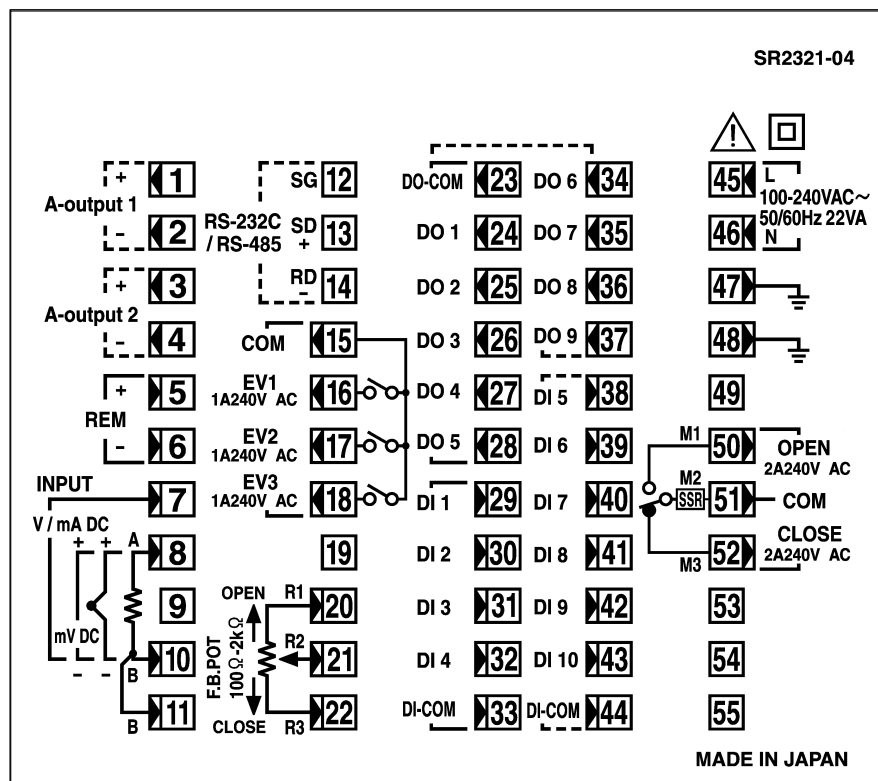 SR2321-04
A-output 1
+
-
1
2
A-output 2
+
-
3
4
REM
+
-
5
6
INPUT
V / mA DC
+ + A
mV DC
- - B
B
7
8
9
10
11
RS-232C
/ RS-485
SG 12
SD
+ 13
RD
- 14
COM 15
EV1
1A240V AC 16
EV2
1A240V AC 17
EV3
1A240V AC 18
19
F.B.POT
100Ω-2kΩ
OPEN
CLOSE
R1 20
R2 21
R3 22
DO-COM 23
DO 1 24
DO 2 25
DO 3 26
DO 4 27
DO 5 28
DI 1 29
DI 2 30
DI 3 31
DI 4 32
DI-COM 33
DO 6 34
DO 7 35
DO 8 36
DO 9 37
DI 5 38
DI 6 39
DI 7 40
DI 8 41
DI 9 42
DI 10 43
DI-COM 44
!
45 L
100-240VAC~
50/60Hz 22VA
46 N
47
48
49
M1 50 OPEN
2A240V AC
M2
SSR 51 COM
M3 52 CLOSE
2A240V AC
53
54
55
MADE IN JAPAN